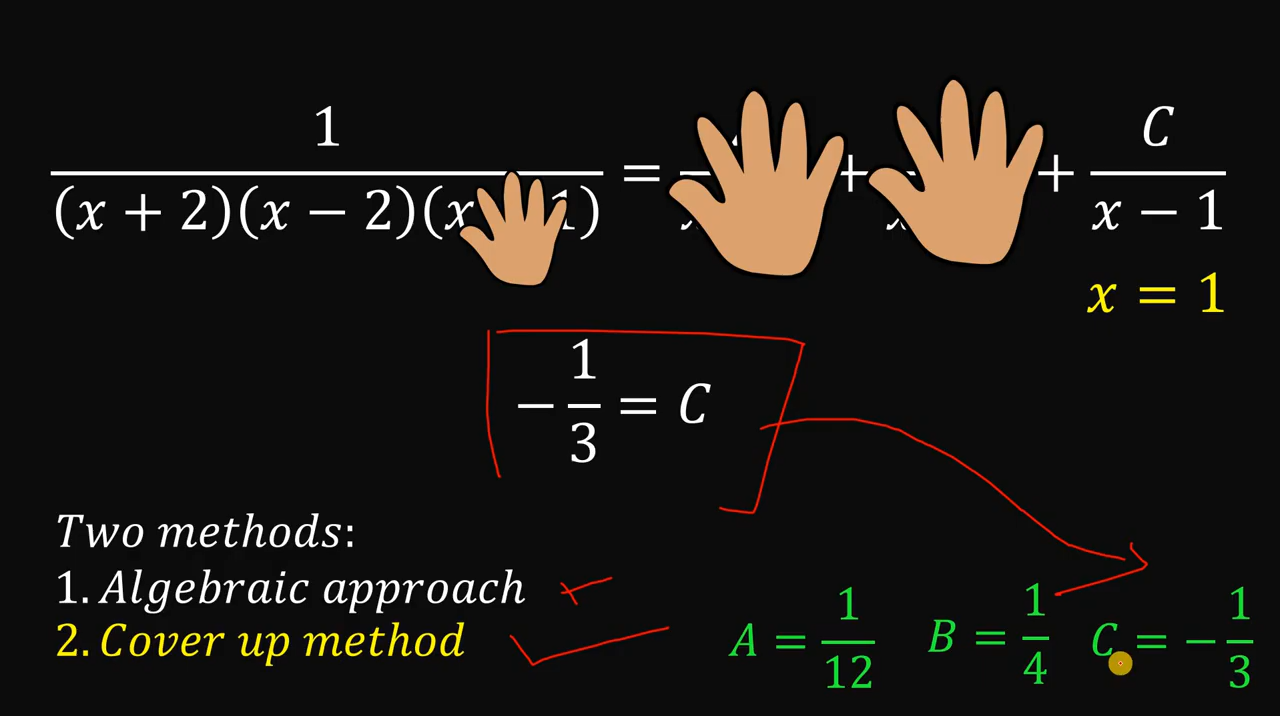 1 / (x + 2)(x − 2)(x 1) = + + C / x − 1
x = 1
− 1/3 = C
Two methods:
1. Algebraic approach
2. Cover up method
A = 1/12 B = 1/4 C = − 1/3